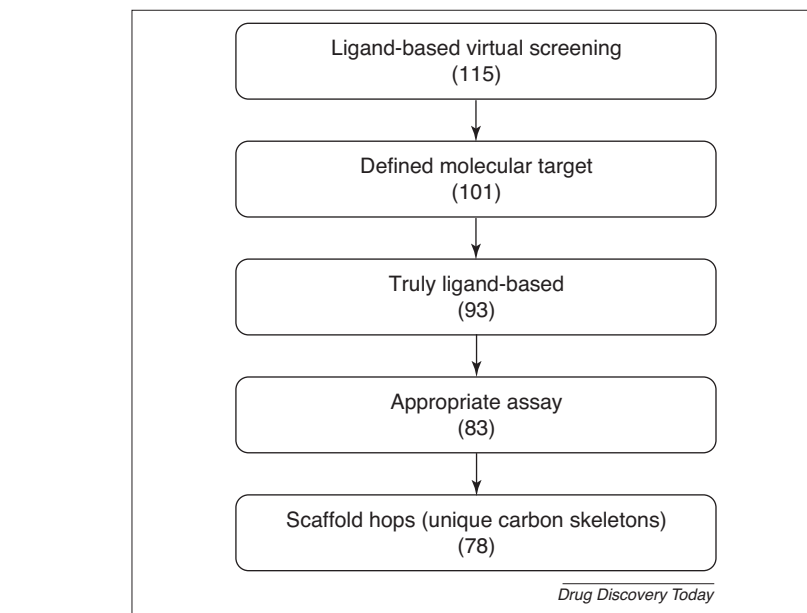 Ligand-based virtual screening
(115)
Defined molecular target
(101)
Truly ligand-based
(93)
Appropriate assay
(83)
Scaffold hops (unique carbon skeletons)
(78)
Drug Discovery Today